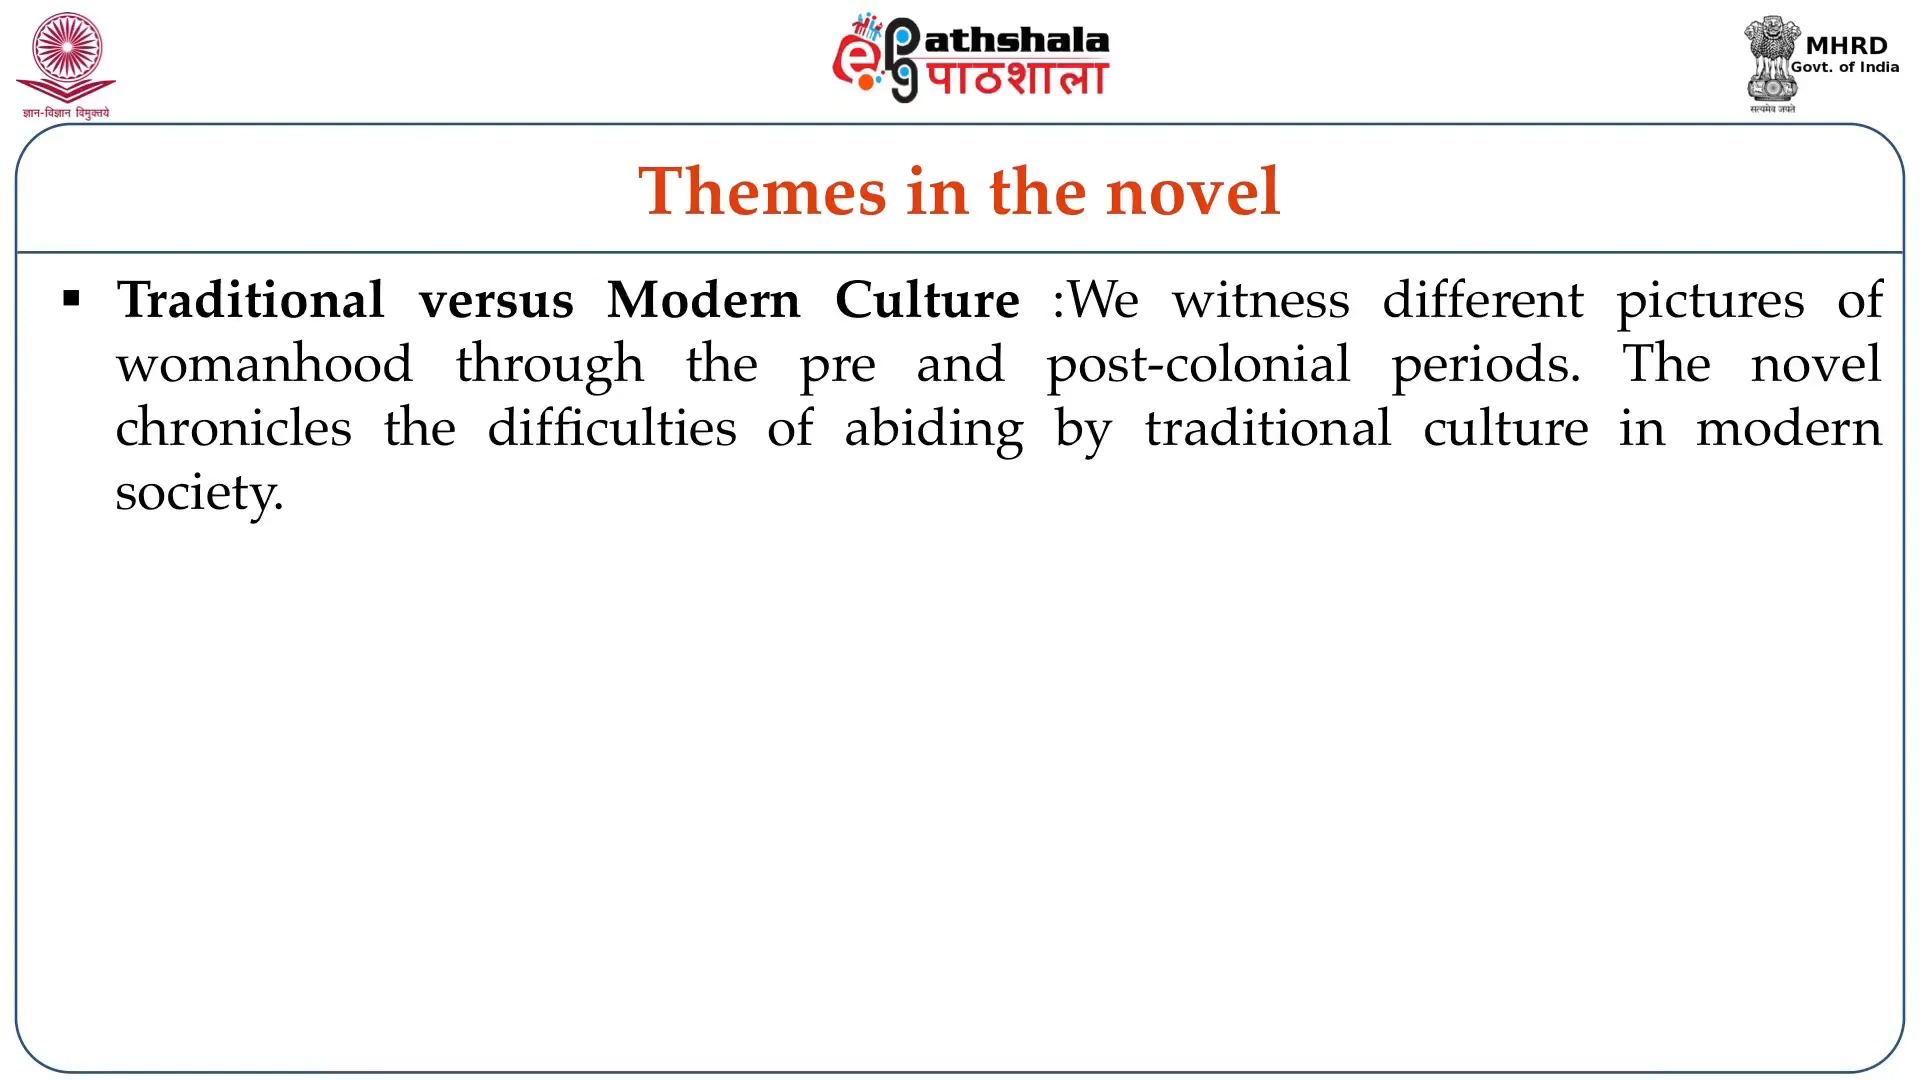 ज्ञान-विज्ञान विमुक्तये
ePathshala
पाठशाला
MHRD
Govt. of India
सत्यमेव जयते
Themes in the novel
▪ Traditional versus Modern Culture :We witness different pictures of
womanhood through the pre and post-colonial periods. The novel
chronicles the difficulties of abiding by traditional culture in modern
society.